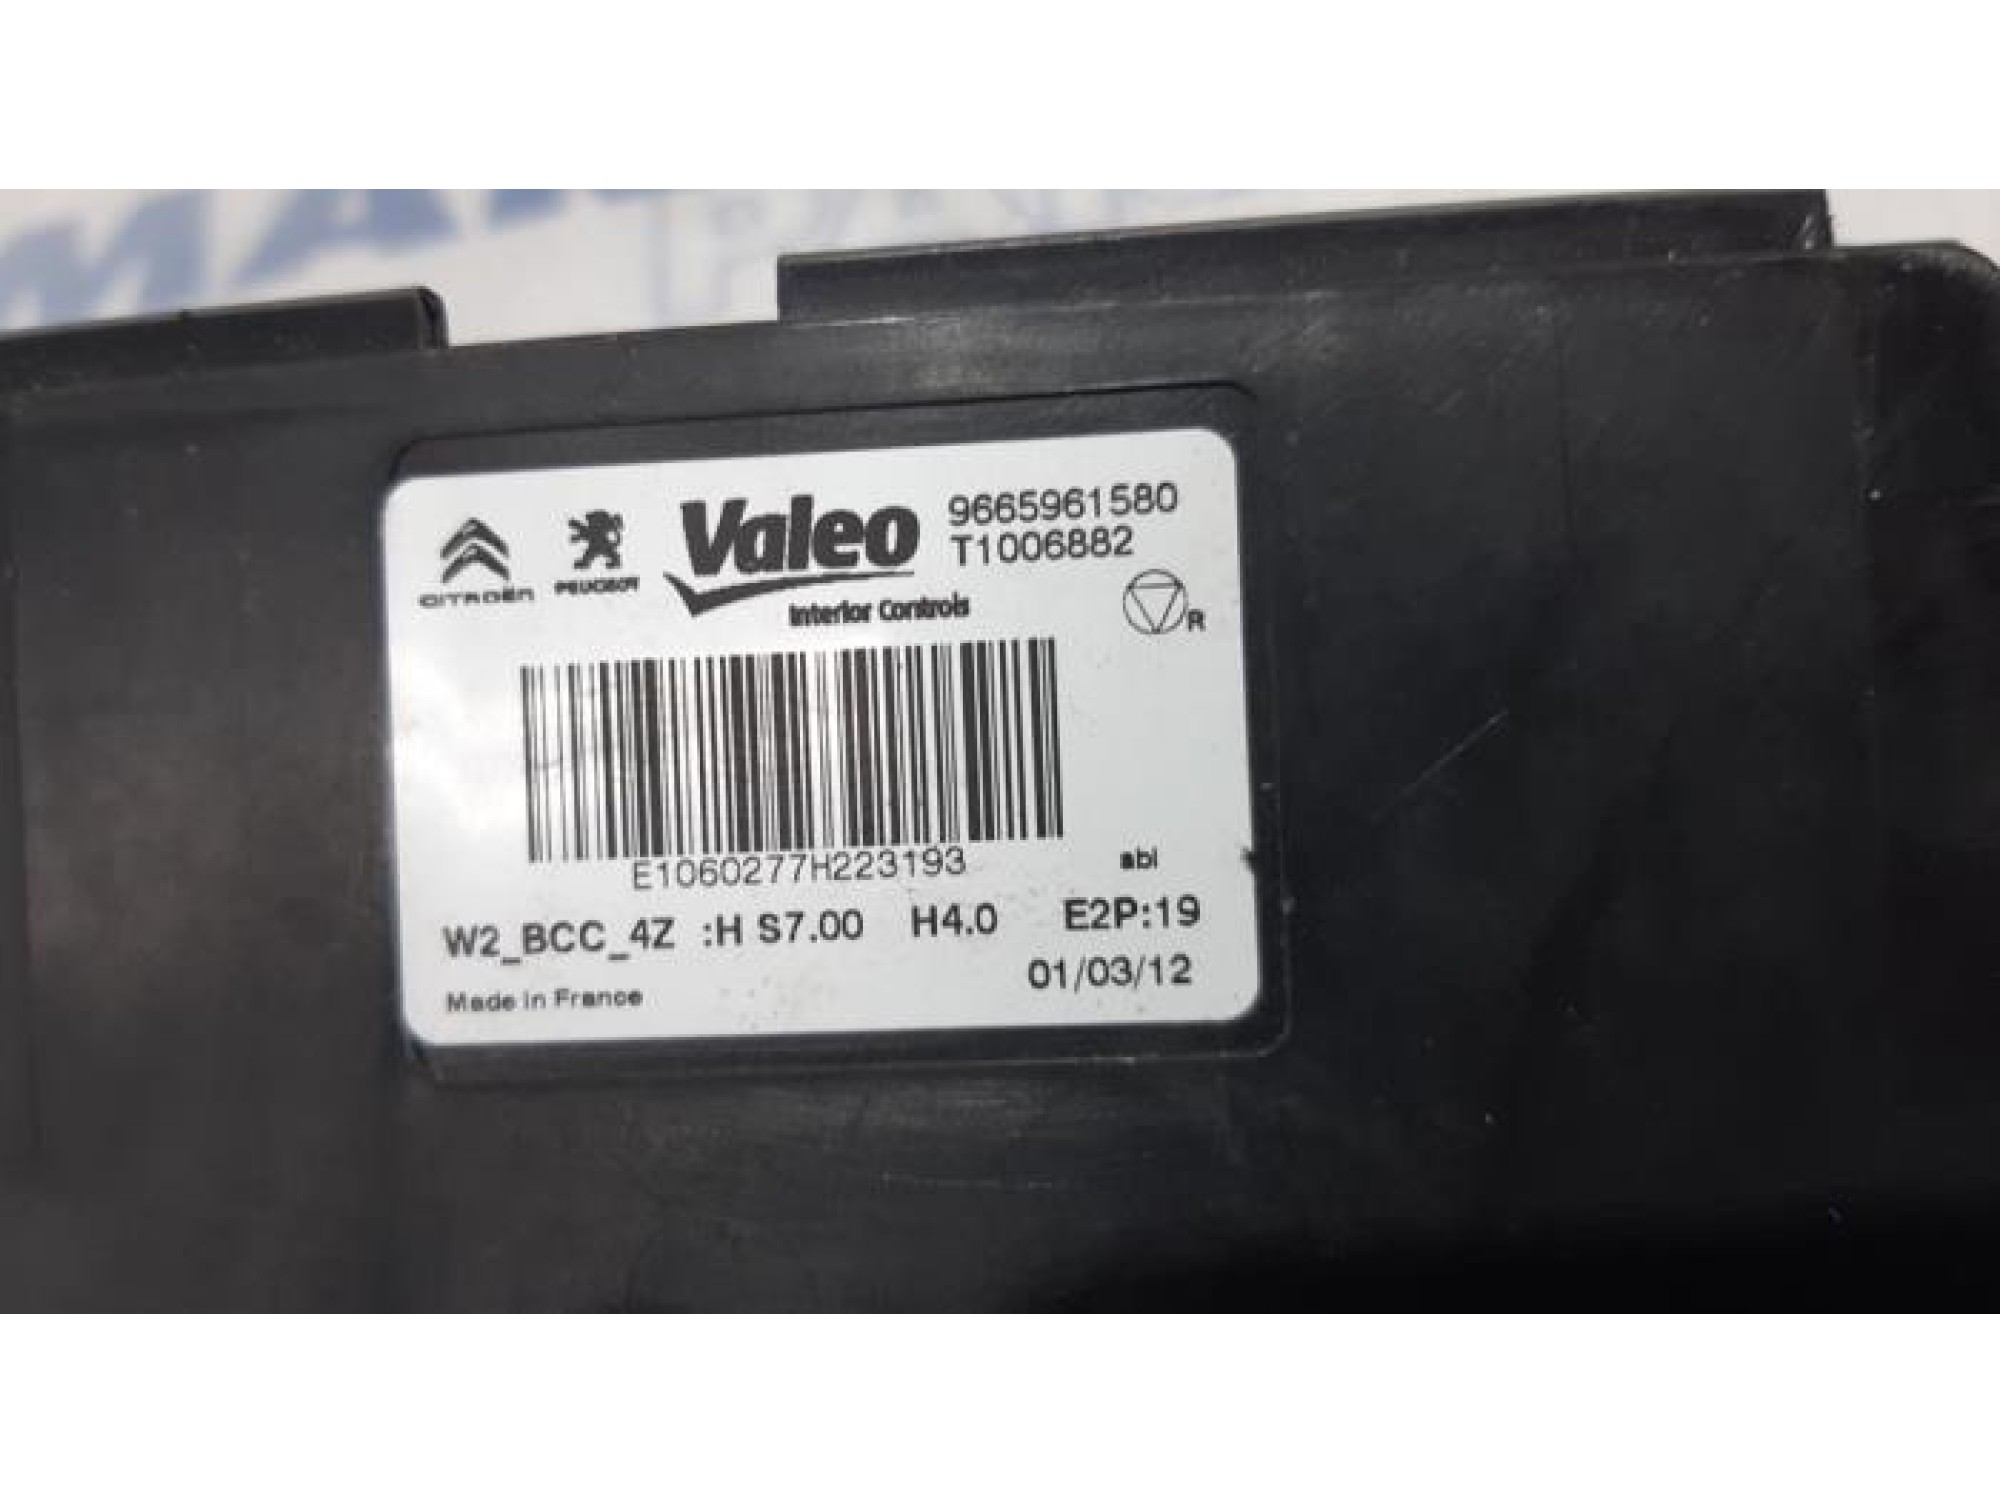 CITROËN PEUGEOT Valeo 9665961580
T1006882
Interior Controls
R
E1060277H223193 abi
W2_BCC_4Z :H S7.00 H4.0 E2P:19
01/03/12
Made in France